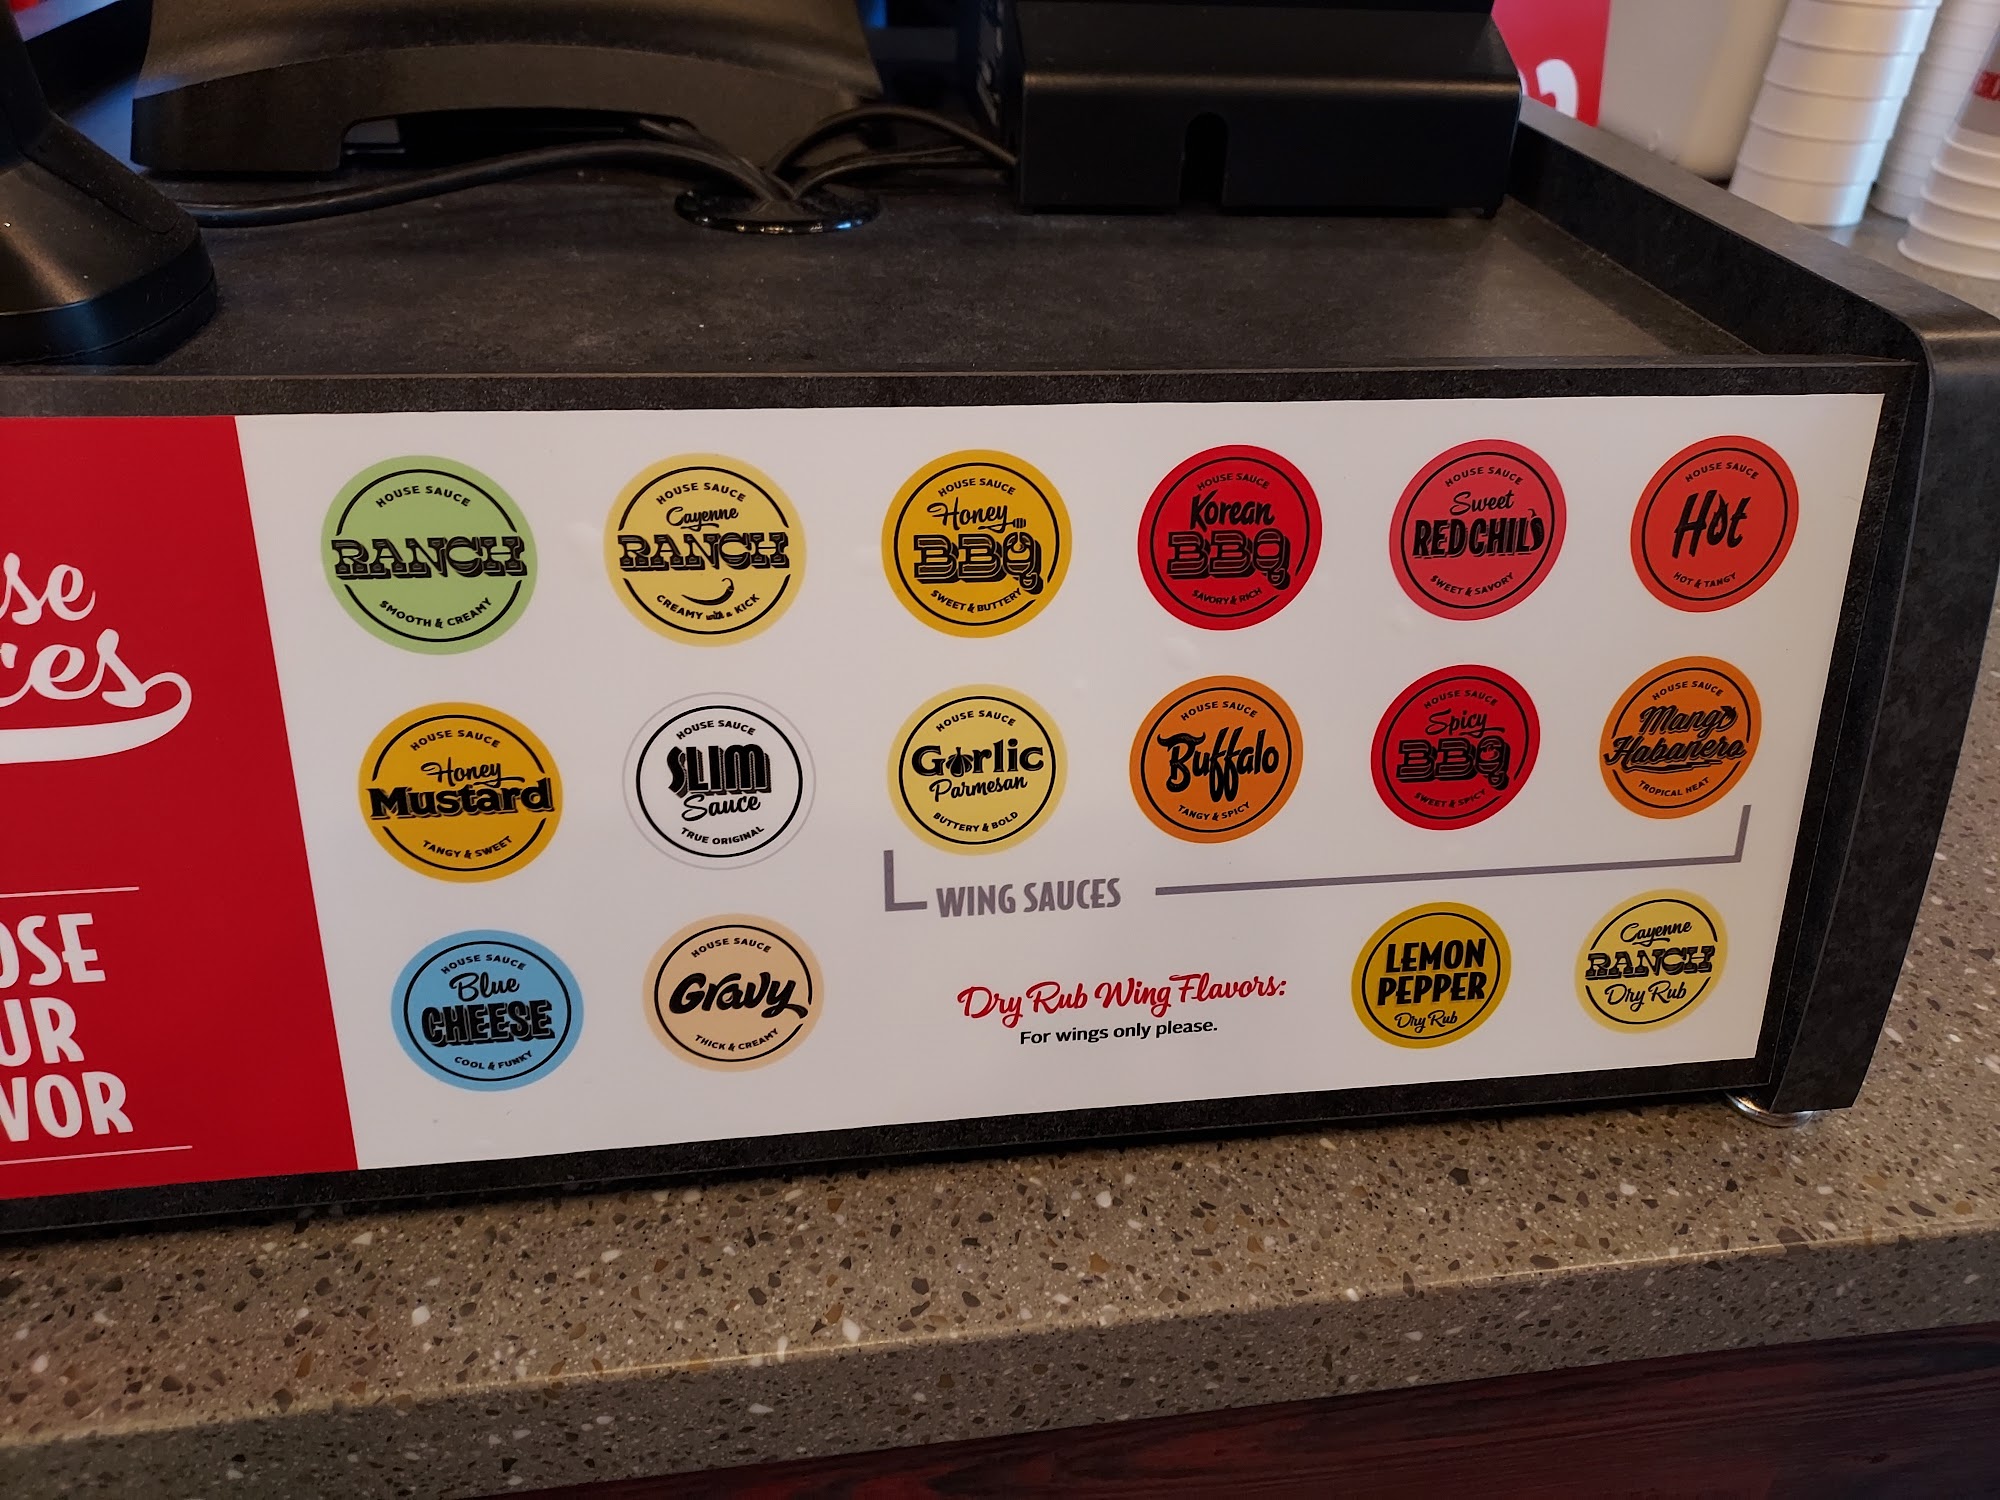 HOUSE SAUCE
RANCH
SMOOTH & CREAMY
HOUSE SAUCE
Cayenne
RANCH
CREAMY with a KICK
HOUSE SAUCE
Honey
BBQ
SWEET & BUTTERY
HOUSE SAUCE
Korean
BBQ
SAVORY & RICH
HOUSE SAUCE
Sweet
RED CHILI
SWEET & SAVORY
HOUSE SAUCE
Hot
HOT & TANGY
HOUSE SAUCE
Honey
Mustard
TANGY & SWEET
HOUSE SAUCE
SLIM
Sauce
TRUE ORIGINAL
HOUSE SAUCE
Garlic
Parmesan
BUTTERY & BOLD
HOUSE SAUCE
Buffalo
TANGY & SPICY
HOUSE SAUCE
Spicy
BBQ
SWEET & SPICY
HOUSE SAUCE
Mango
Habanero
TROPICAL HEAT
WING SAUCES
HOUSE SAUCE
Blue
CHEESE
COOL & FUNKY
HOUSE SAUCE
Gravy
THICK & CREAMY
Dry Rub Wing Flavors:
For wings only please.
LEMON
PEPPER
Dry Rub
Cayenne
RANCH
Dry Rub